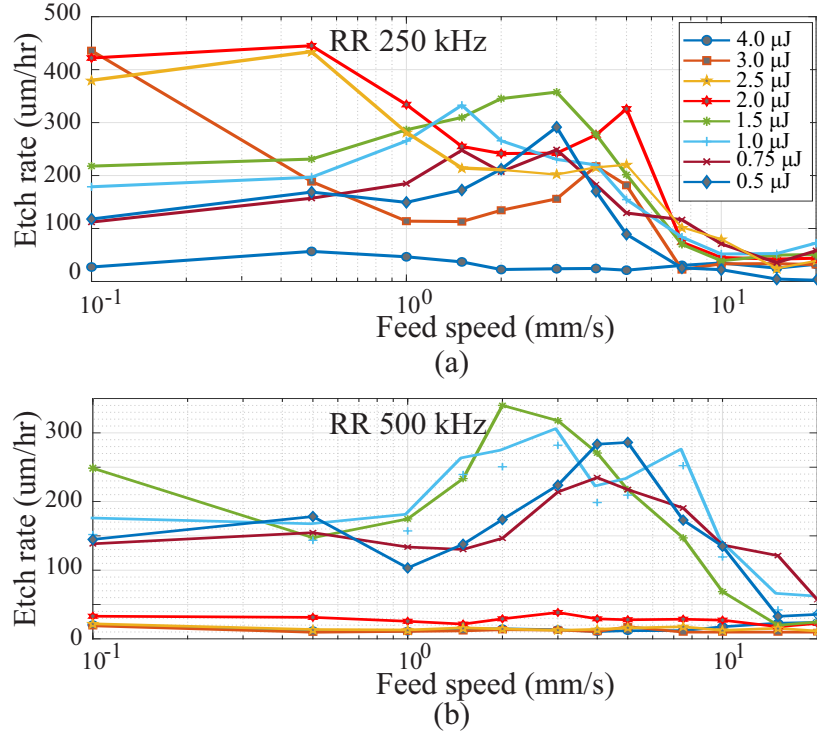 RR 250 kHz
Etch rate (um/hr)
500
400
300
200
100
0
10^-1
10^0
10^1
Feed speed (mm/s)
4.0 μJ
3.0 μJ
2.5 μJ
2.0 μJ
1.5 μJ
1.0 μJ
0.75 μJ
0.5 μJ
(a)
RR 500 kHz
Etch rate (um/hr)
300
200
100
0
10^-1
10^0
10^1
Feed speed (mm/s)
(b)